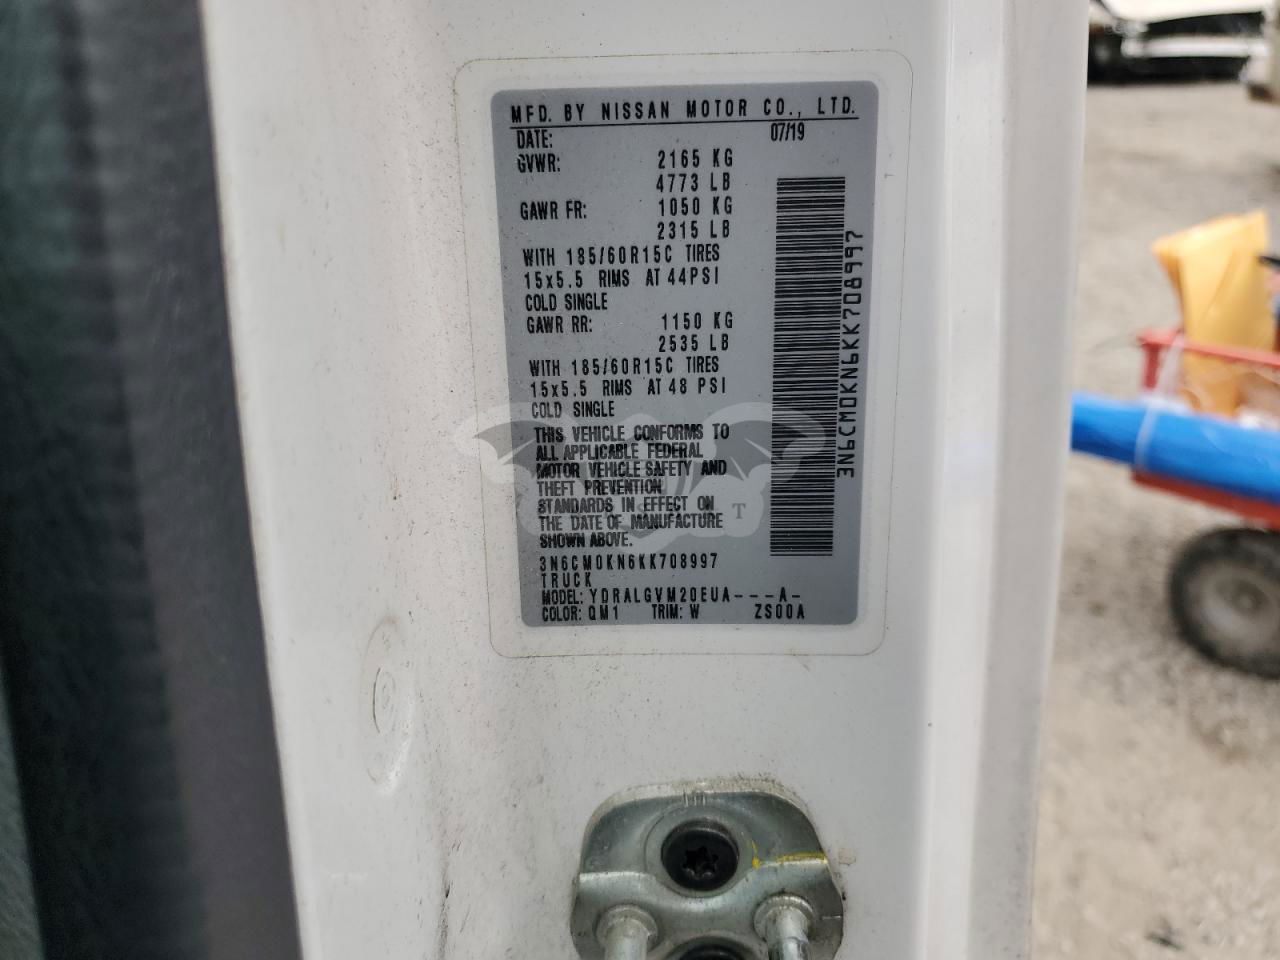 MFD. BY NISSAN MOTOR CO., LTD.
DATE: 07/19
GVWR: 2165 KG
4773 LB
GAWR FR: 1050 KG
2315 LB
WITH 185/60R15C TIRES
15x5.5 RIMS AT 44PSI
COLD SINGLE
GAWR RR: 1150 KG
2535 LB
WITH 185/60R15C TIRES
15x5.5 RIMS AT 48 PSI
COLD SINGLE
THIS VEHICLE CONFORMS TO
ALL APPLICABLE FEDERAL
MOTOR VEHICLE SAFETY AND
THEFT PREVENTION
STANDARDS IN EFFECT ON
THE DATE OF MANUFACTURE
SHOWN ABOVE.
3N6CM0KN6KK708997
TRUCK
MODEL: YDRALGVM20EUA---A-
COLOR: QM1 TRIM: W ZS00A
3N6CM0KN6KK708997